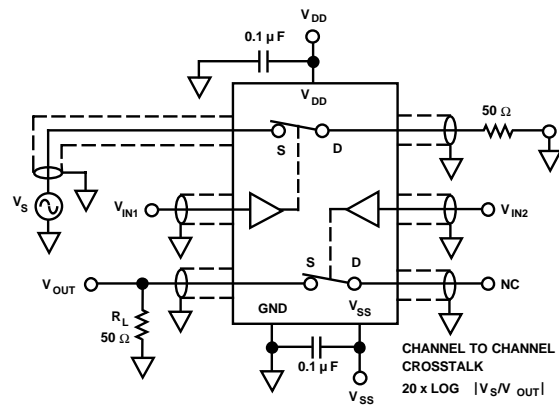 V_DD
0.1 µF
V_DD
S D
50 Ω
V_S
V_IN1
V_IN2
S D
V_OUT
NC
R_L
50 Ω
GND
V_SS
0.1 µF
V_SS
CHANNEL TO CHANNEL
CROSSTALK
20 x LOG |V_S/V_OUT|